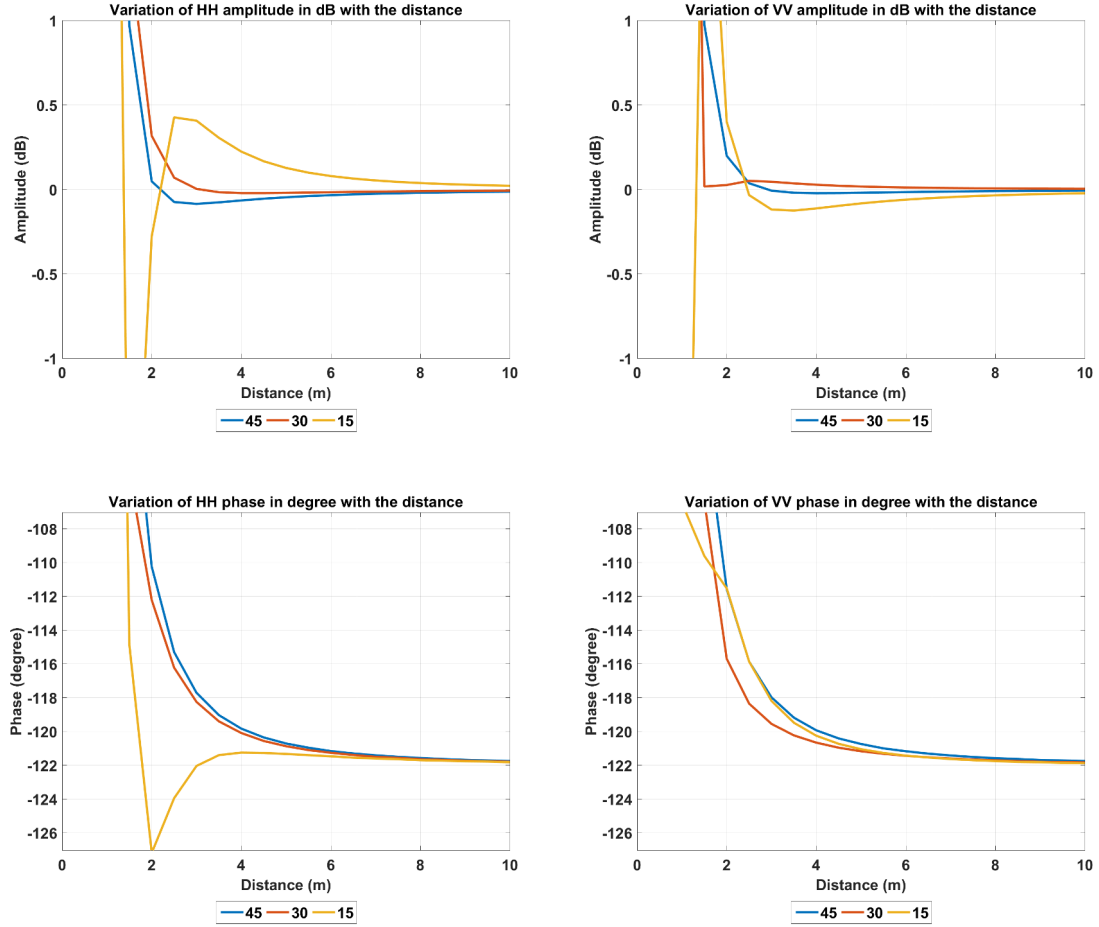 Variation of HH amplitude in dB with the distance
1
0.5
0
-0.5
-1
Amplitude (dB)
0 2 4 6 8 10
Distance (m)
45 30 15
Variation of VV amplitude in dB with the distance
1
0.5
0
-0.5
-1
Amplitude (dB)
0 2 4 6 8 10
Distance (m)
45 30 15
Variation of HH phase in degree with the distance
-108
-110
-112
-114
-116
-118
-120
-122
-124
-126
Phase (degree)
0 2 4 6 8 10
Distance (m)
45 30 15
Variation of VV phase in degree with the distance
-108
-110
-112
-114
-116
-118
-120
-122
-124
-126
Phase (degree)
0 2 4 6 8 10
Distance (m)
45 30 15